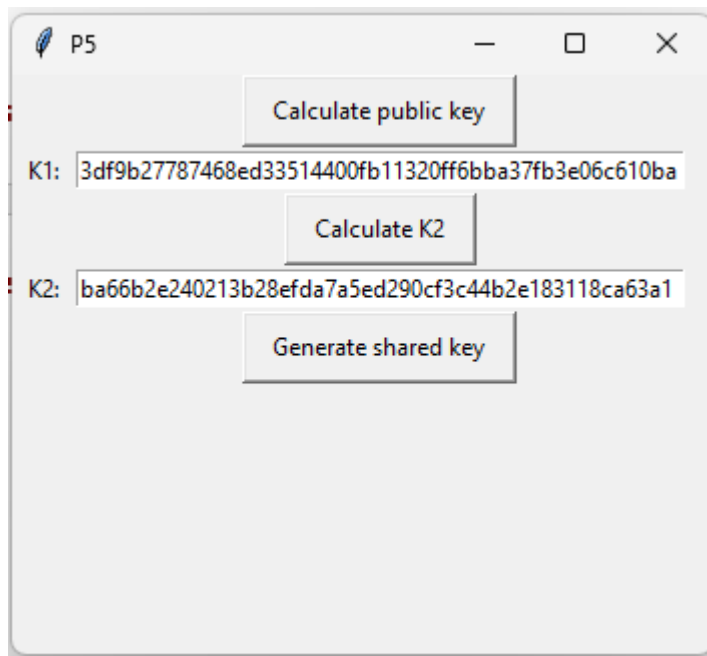 P5
Calculate public key
K1: 3df9b27787468ed33514400fb11320ff6bba37fb3e06c610ba
Calculate K2
K2: ba66b2e240213b28efda7a5ed290cf3c44b2e183118ca63a1
Generate shared key